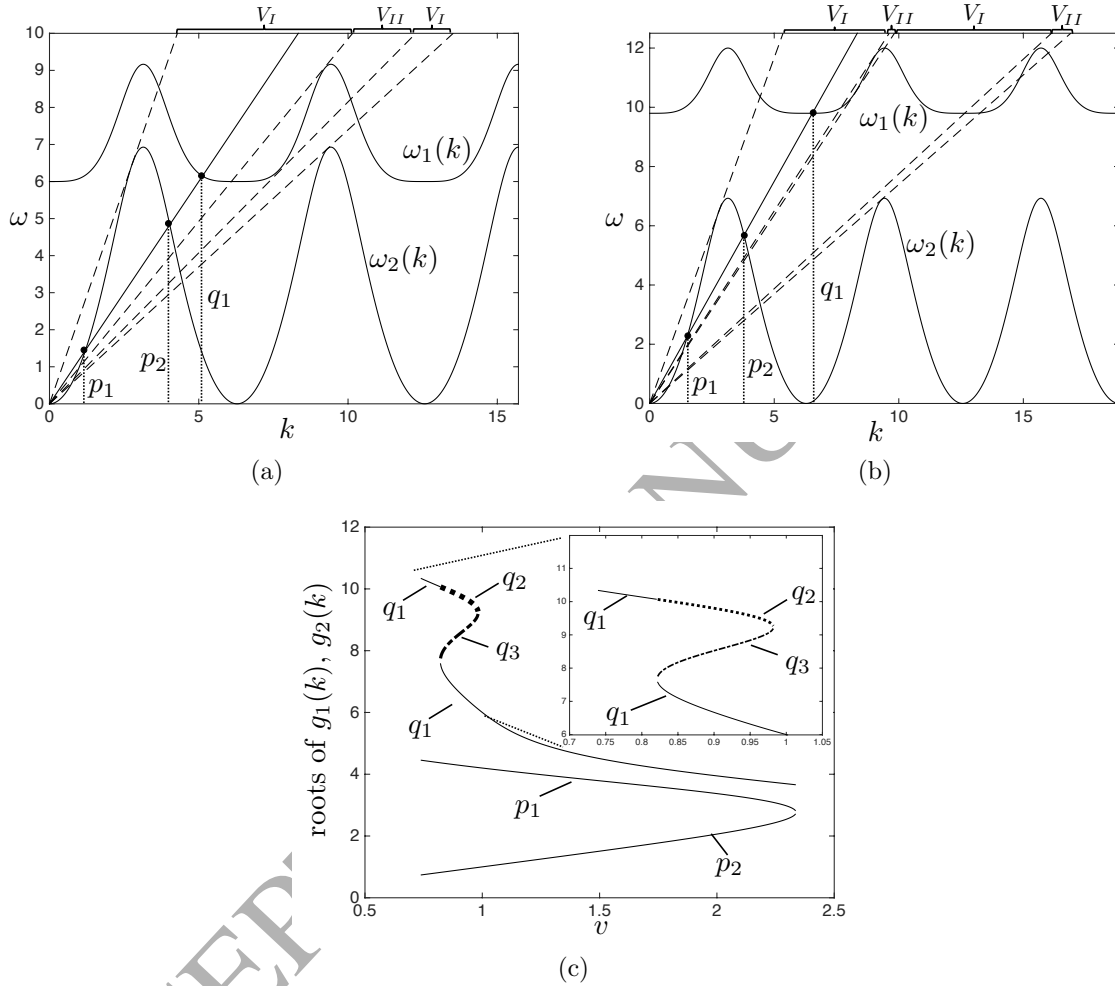 V_I V_II V_I
10
9
8
7
6
5
4
3
2
1
0
ω
ω_1(k)
ω_2(k)
q_1
p_2
p_1
0 5 10 15
k
(a)
V_I V_II V_I V_II
12
10
8
6
4
2
0
ω
ω_1(k)
ω_2(k)
q_1
p_2
p_1
0 5 10 15
k
(b)
12
10
8
6
4
2
0
roots of g_1(k), g_2(k)
q_1
q_2
q_3
q_1
p_1
p_2
11
10
9
8
7
6
q_1
q_2
q_3
q_1
0.7 0.75 0.8 0.85 0.9 0.95 1 1.05
0.5 1 1.5 2 2.5
v
(c)